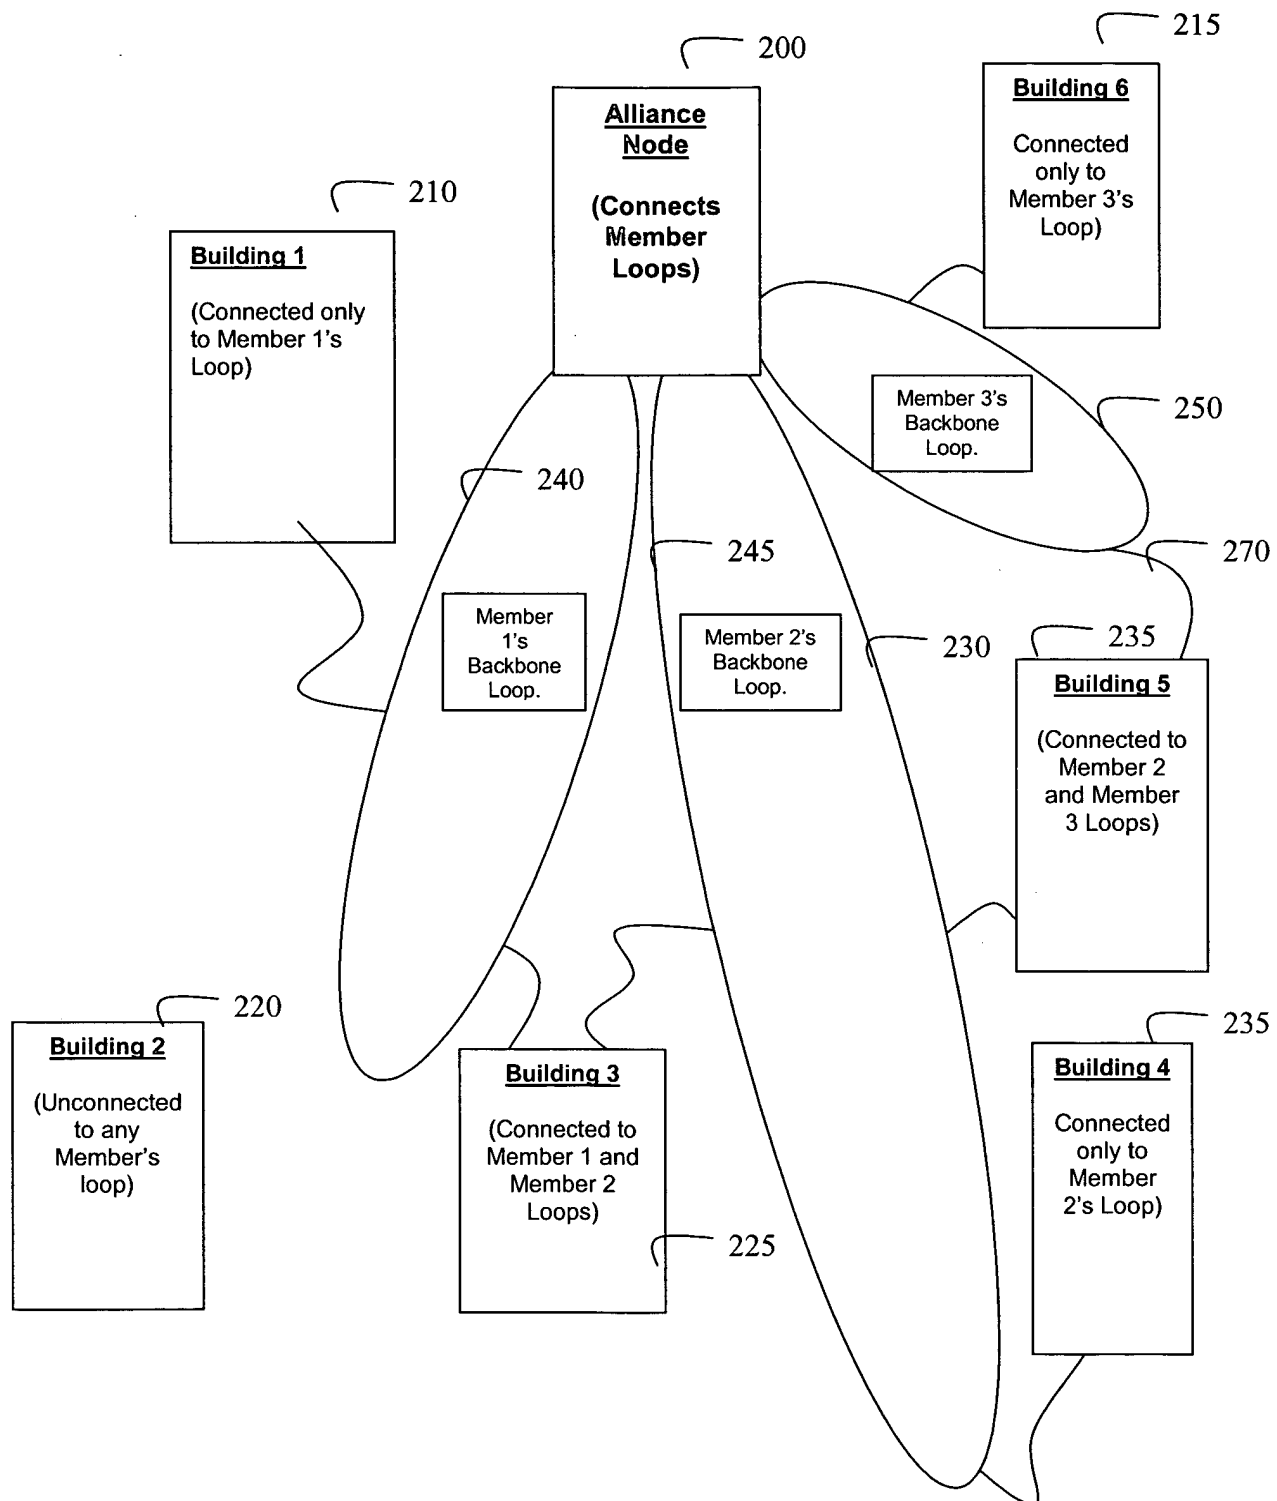 215
200
Building 6
Connected
only to
Member 3's
Loop)
Alliance
Node
(Connects
Member
Loops)
210
Building 1
(Connected only
to Member 1's
Loop)
Member 3's
Backbone
Loop.
250
240
245
270
Member
1's
Backbone
Loop.
Member 2's
Backbone
Loop.
230
235
Building 5
(Connected to
Member 2
and Member
3 Loops)
220
Building 2
(Unconnected
to any
Member's
loop)
Building 3
(Connected to
Member 1 and
Member 2
Loops)
225
235
Building 4
Connected
only to
Member
2's Loop)